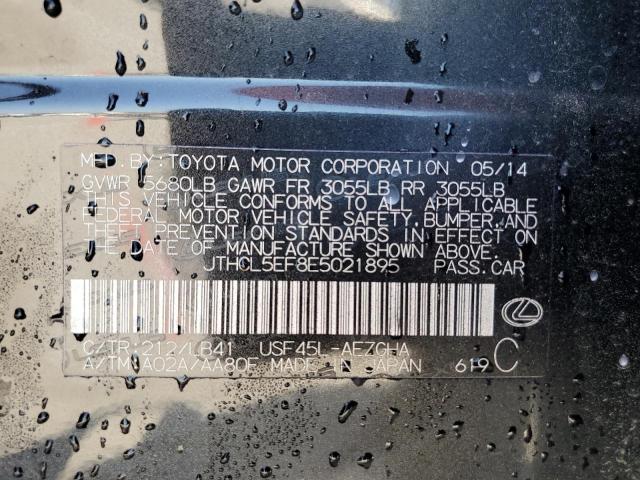 MFD. BY: TOYOTA MOTOR CORPORATION 05/14
GVWR 5680LB GAWR FR 3055LB RR 3055LB
THIS VEHICLE CONFORMS TO ALL APPLICABLE
FEDERAL MOTOR VEHICLE SAFETY, BUMPER, AND
THEFT PREVENTION STANDARDS IN EFFECT ON
THE DATE OF MANUFACTURE SHOWN ABOVE.
JTHCL5EF8E5021895 PASS. CAR
C/TR: 212/LB41 USF45L-AEZGHA
A/TM: A02A/AA80F MADE IN JAPAN 619 C